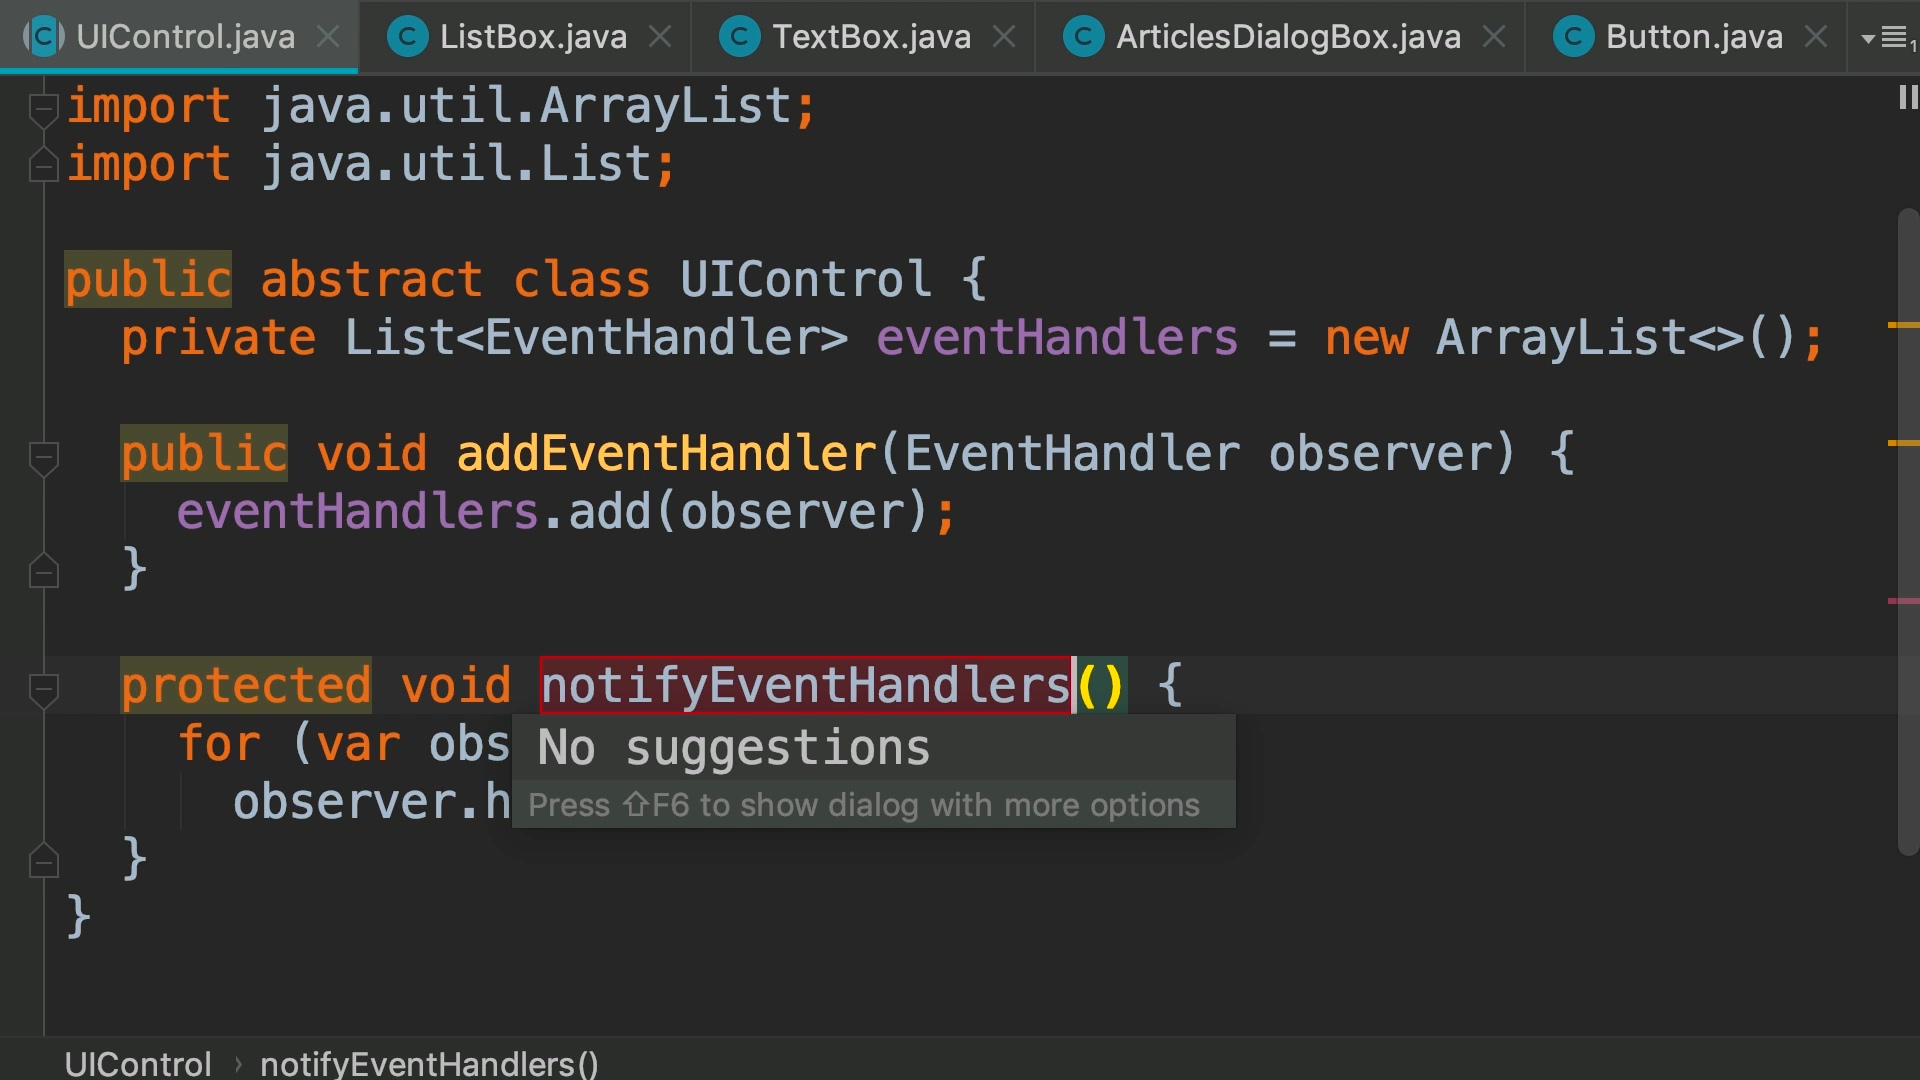 UIControl.java ListBox.java TextBox.java ArticlesDialogBox.java Button.java 1
import java.util.ArrayList;
import java.util.List;
public abstract class UIControl {
private List<EventHandler> eventHandlers = new ArrayList<>();
public void addEventHandler(EventHandler observer) {
eventHandlers.add(observer);
}
protected void notifyEventHandlers() {
for (var obs
No suggestions
observer.h
Press ⇧F6 to show dialog with more options
}
}
UIControl › notifyEventHandlers()